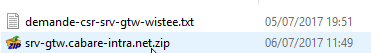 demande-csr-srv-gtw-wistee.txt 05/07/2017 19:51
srv-gtw.cabare-intra.net.zip 06/07/2017 11:49